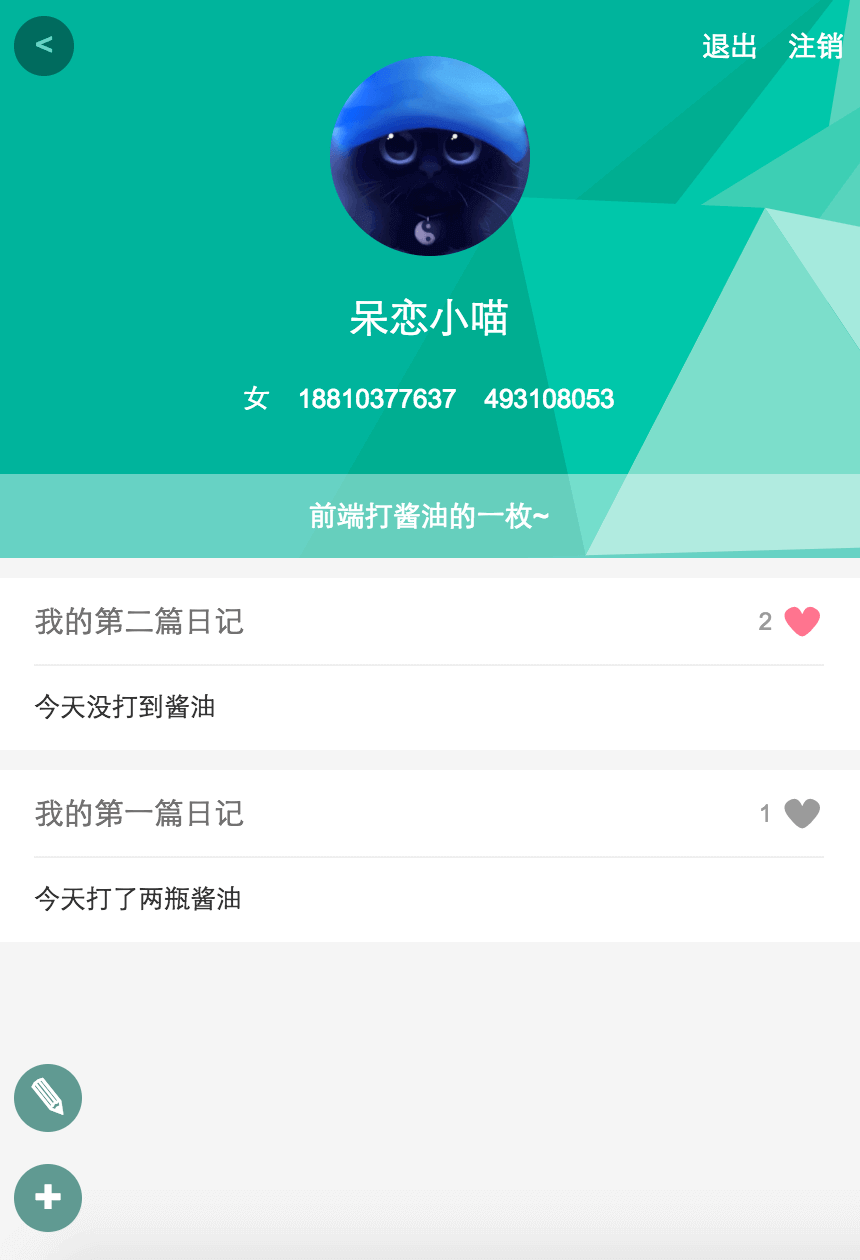 <
退出 注销
呆恋小喵
女 18810377637 493108053
前端打酱油的一枚~
我的第二篇日记 2
今天没打到酱油
我的第一篇日记 1
今天打了两瓶酱油